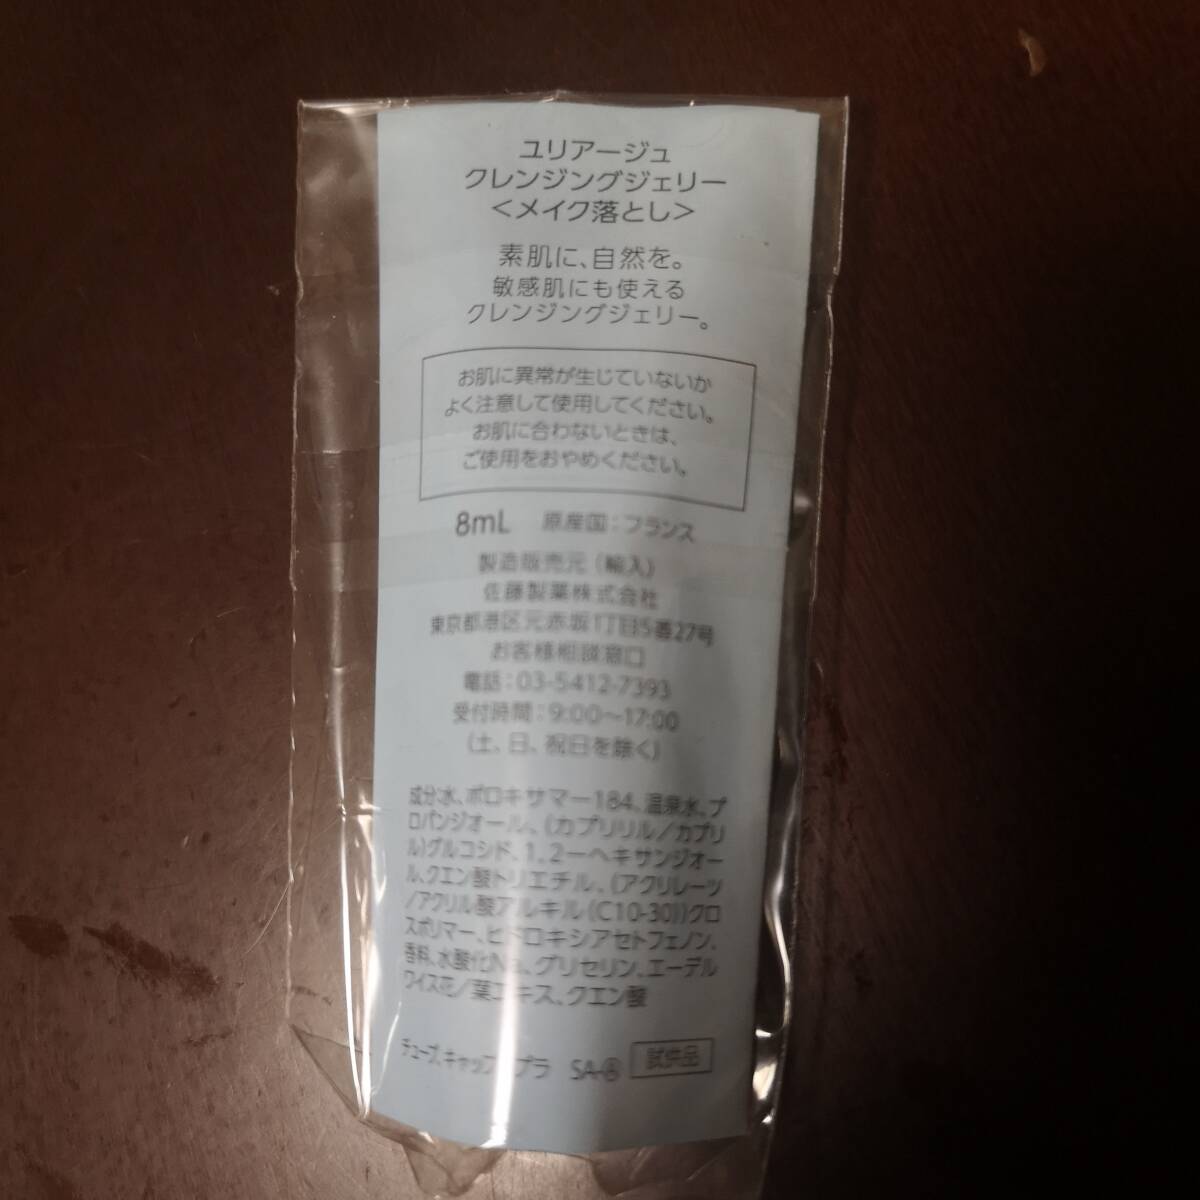 ユリアージュ
クレンジングジェリー
＜メイク落とし＞
素肌に、自然を。
敏感肌にも使える
クレンジングジェリー。
お肌に異常が生じていないか
よく注意して使用してください。
お肌に合わないときは、
ご使用をおやめください。
8mL 原産国：フランス
製造販売元（輸入）
佐藤製薬株式会社
東京都港区元赤坂1丁目5番27号
お客様相談窓口
電話：03-5412-7393
受付時間：9:00～17:00
(土、日、祝日を除く)
成分水、ポロキサマー184、温泉水、プ
ロパンジオール、(カプリリル／カプリ
ル)グルコシド、1、2－ヘキサンジオー
ル、クエン酸トリエチル、(アクリレーツ
／アクリル酸アルキル(C10-30))クロ
スポリマー、ヒドロキシアセトフェノン、
香料、水酸化Na、グリセリン、エーデル
ワイス花／葉エキス、クエン酸
チューブ、キャップ：プラ SA-Ⓐ 試供品